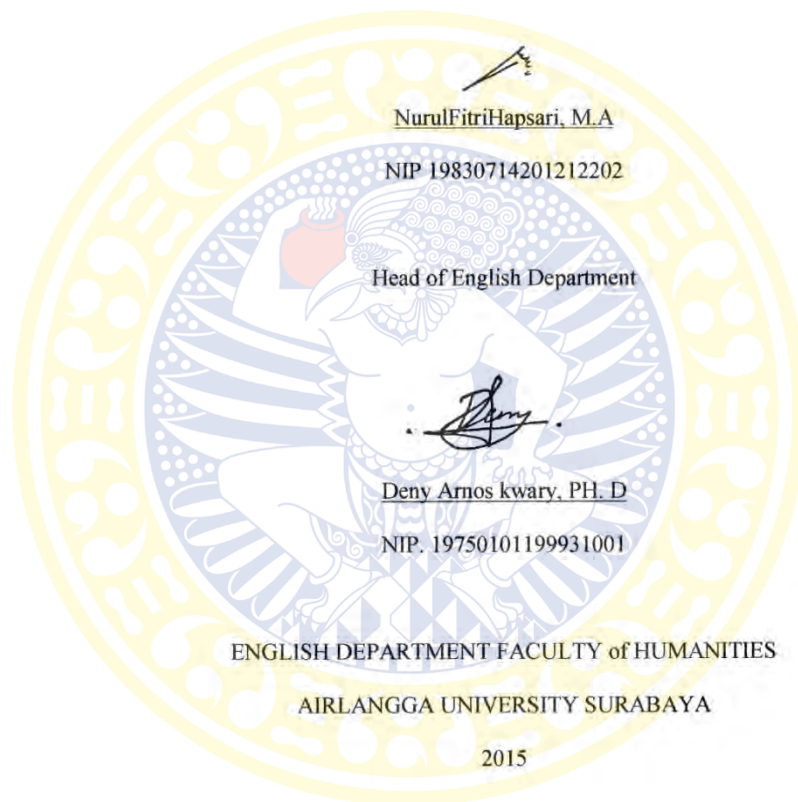 NurulFitriHapsari, M.A
NIP 19830714201212202
Head of English Department
Deny Arnos kwary, PH. D
NIP. 19750101199931001
ENGLISH DEPARTMENT FACULTY of HUMANITIES
AIRLANGGA UNIVERSITY SURABAYA
2015